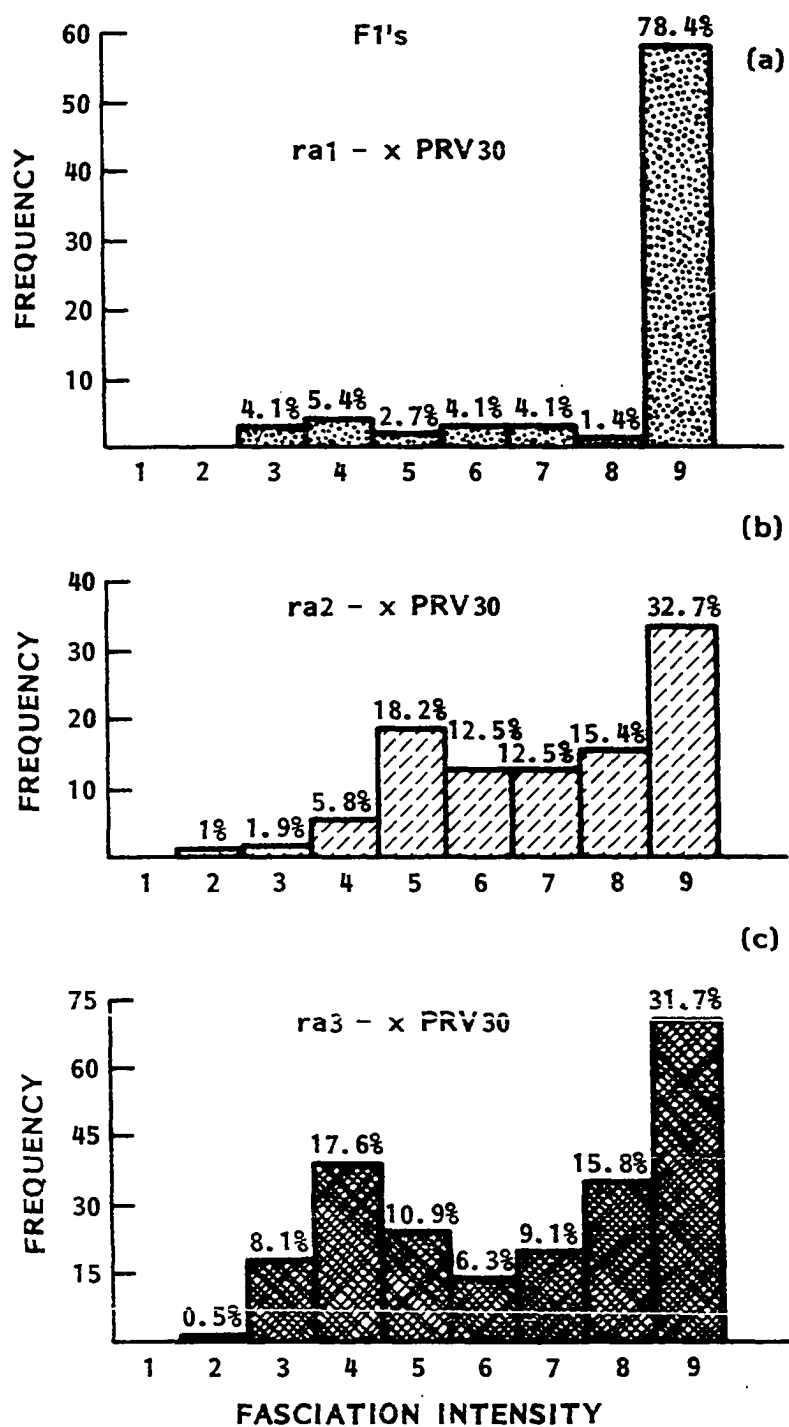 F1's
(a)
ra1 - x PRV30
FREQUENCY
60
50
40
30
20
10
4.1% 5.4% 2.7% 4.1% 4.1% 1.4% 78.4%
1 2 3 4 5 6 7 8 9
(b)
ra2 - x PRV30
FREQUENCY
40
30
20
10
1% 1.9% 5.8% 18.2% 12.5% 12.5% 15.4% 32.7%
1 2 3 4 5 6 7 8 9
(c)
ra3 - x PRV30
FREQUENCY
75
60
45
30
15
0.5% 8.1% 17.6% 10.9% 6.3% 9.1% 15.8% 31.7%
1 2 3 4 5 6 7 8 9
FASCIATION INTENSITY